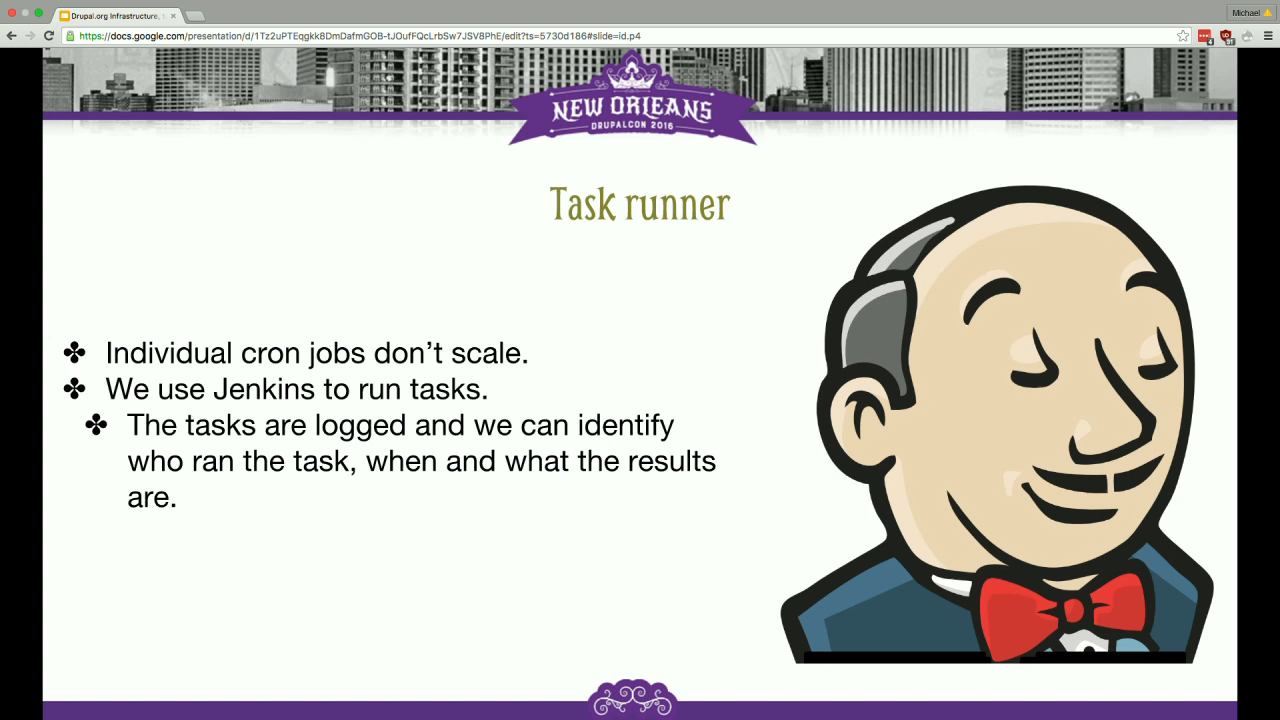 Drupal.org Infrastructure,
Michael
https://docs.google.com/presentation/d/1Tz2uPTEqgkk8DmDafmGOB-tJOufFQcLrbSw7JSV8PhE/edit?ts=5730d186#slide=id.p4
NEW ORLEANS
DRUPALCON 2016
Task runner
Individual cron jobs don’t scale.
We use Jenkins to run tasks.
The tasks are logged and we can identify
who ran the task, when and what the results
are.